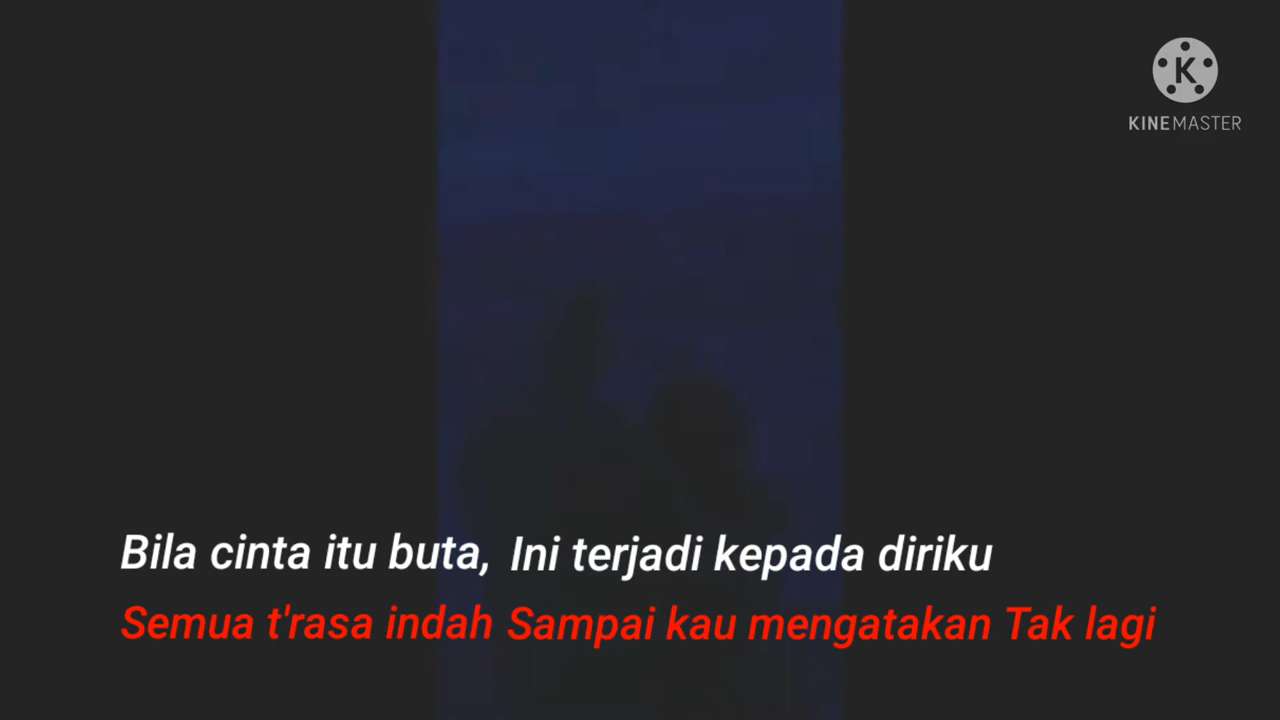 K
KINEMASTER
Bila cinta itu buta, Ini terjadi kepada diriku
Semua t'rasa indah Sampai kau mengatakan Tak lagi